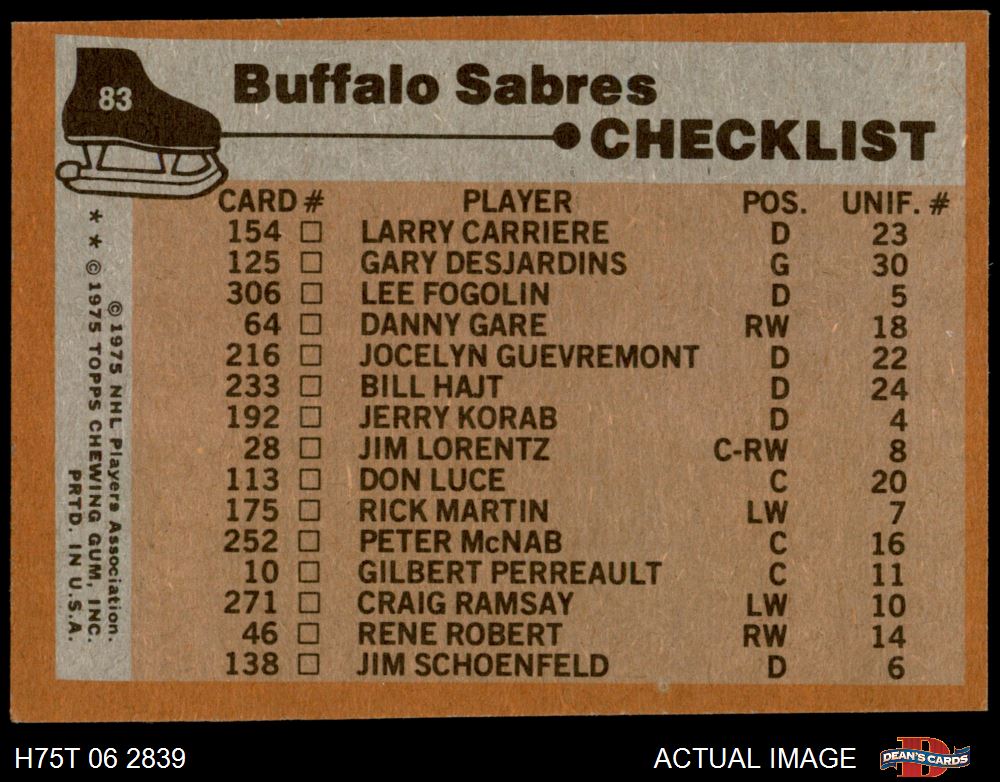 83
Buffalo Sabres
CHECKLIST
CARD # PLAYER POS. UNIF. #
154 □ LARRY CARRIERE D 23
125 □ GARY DESJARDINS G 30
306 □ LEE FOGOLIN D 5
64 □ DANNY GARE RW 18
216 □ JOCELYN GUEVREMONT D 22
233 □ BILL HAJT D 24
192 □ JERRY KORAB D 4
28 □ JIM LORENTZ C-RW 8
113 □ DON LUCE C 20
175 □ RICK MARTIN LW 7
252 □ PETER McNAB C 16
10 □ GILBERT PERREAULT C 11
271 □ CRAIG RAMSAY LW 10
46 □ RENE ROBERT RW 14
138 □ JIM SCHOENFELD D 6
© 1975 NHL Players Association.
* * © 1975 TOPPS CHEWING GUM, INC.
PRTD. IN U.S.A.
H75T 06 2839
ACTUAL IMAGE
DEAN'S CARDS